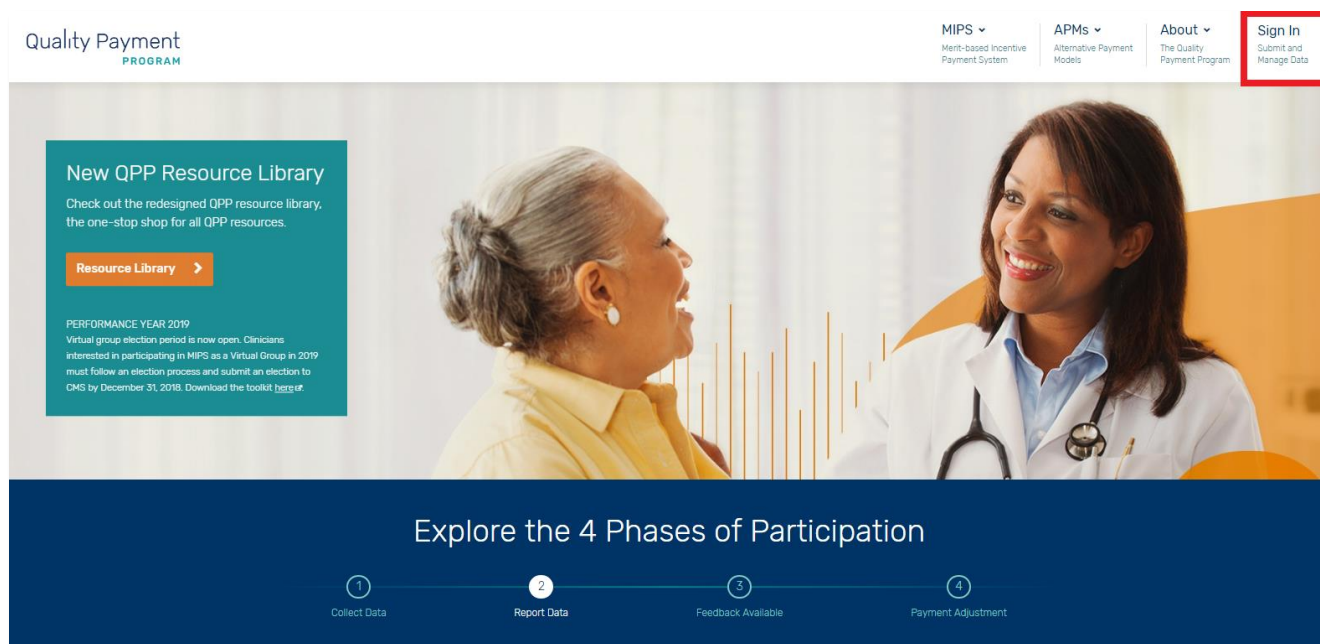 Quality Payment
PROGRAM
MIPS
Merit-based Incentive
Payment System
APMs
Alternative Payment
Models
About
The Quality
Payment Program
Sign In
Submit and
Manage Data
New QPP Resource Library
Check out the redesigned QPP resource library,
the one-stop shop for all QPP resources.
Resource Library
PERFORMANCE YEAR 2019
Virtual group election period is now open. Clinicians
interested in participating in MIPS as a Virtual Group in 2019
must follow an election process and submit an election to
CMS by December 31, 2018. Download the toolkit here.
Explore the 4 Phases of Participation
1
Collect Data
2
Report Data
3
Feedback Available
4
Payment Adjustment